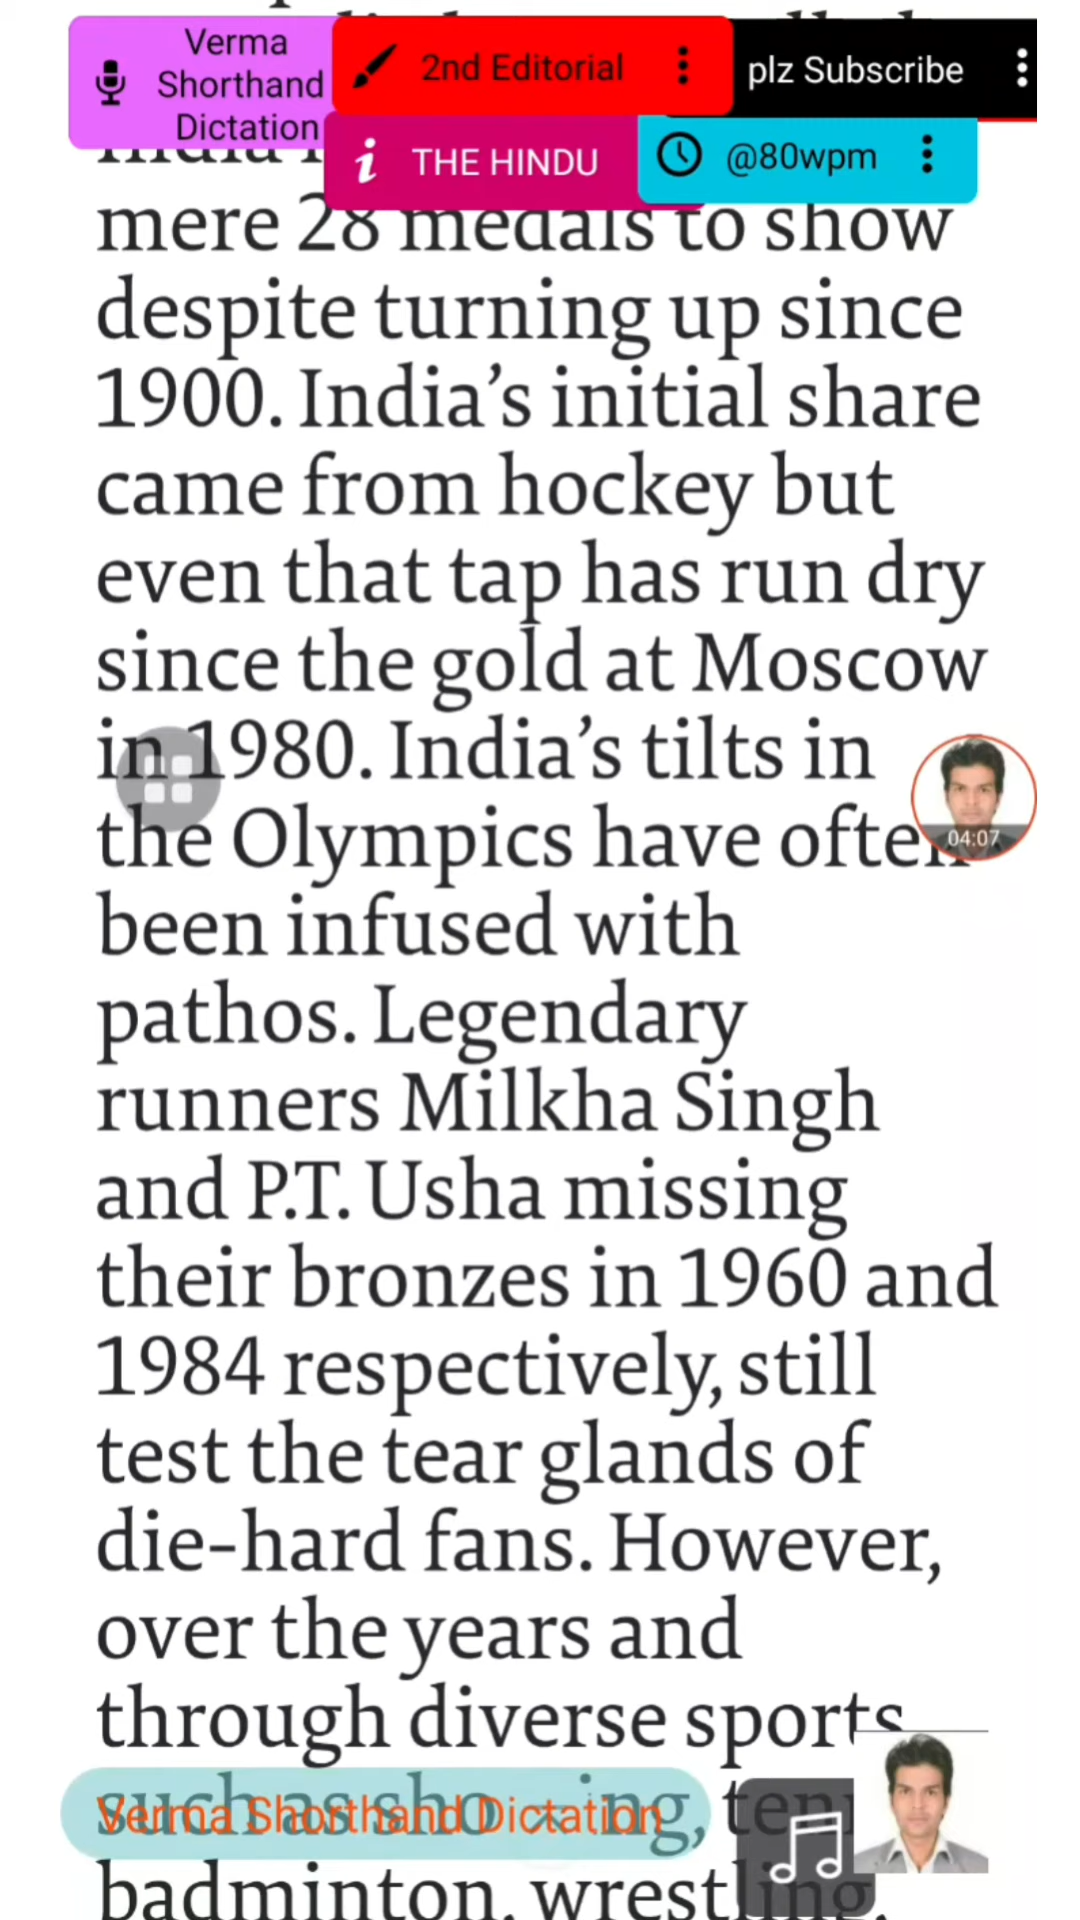 Verma
Shorthand
Dictation
2nd Editorial
plz Subscribe
THE HINDU
@80wpm
mere 28 medals to show
despite turning up since
1900. India’s initial share
came from hockey but
even that tap has run dry
since the gold at Moscow
in 1980. India’s tilts in
the Olympics have often
04:07
been infused with
pathos. Legendary
runners Milkha Singh
and P.T. Usha missing
their bronzes in 1960 and
1984 respectively, still
test the tear glands of
die-hard fans. However,
over the years and
through diverse sports
such as
Verma Shorthand Dictation
badminton, wrestling,